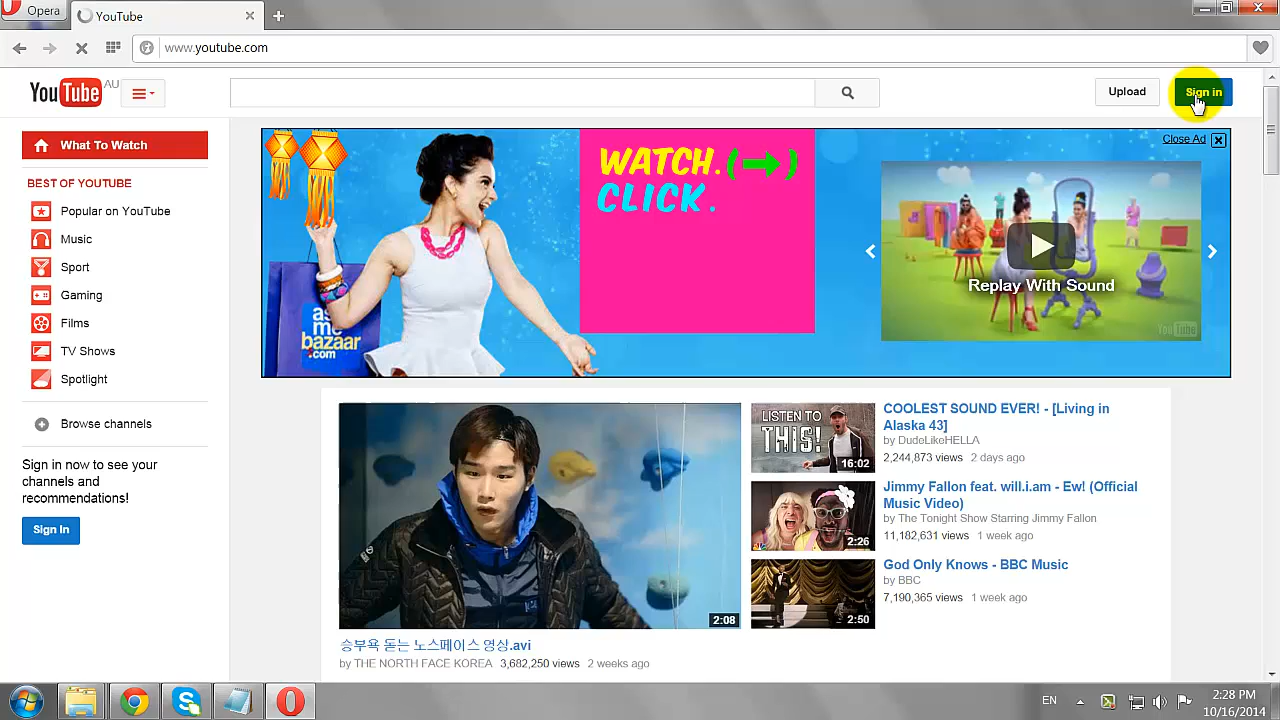 Opera
YouTube
www.youtube.com
YouTube AU
Upload
Sign in
What To Watch
BEST OF YOUTUBE
Popular on YouTube
Music
Sport
Gaming
Films
TV Shows
Spotlight
Browse channels
Sign in now to see your
channels and
recommendations!
Sign In
Close Ad
WATCH.(→)
CLICK.
ask
me
bazaar
.com
Replay With Sound
YouTube
2:08
승부욕 돋는 노스페이스 영상.avi
by THE NORTH FACE KOREA 3,682,250 views 2 weeks ago
LISTEN TO
THIS!
16:02
COOLEST SOUND EVER! - [Living in
Alaska 43]
by DudeLikeHELLA
2,244,873 views 2 days ago
2:26
Jimmy Fallon feat. will.i.am - Ew! (Official
Music Video)
by The Tonight Show Starring Jimmy Fallon
11,182,631 views 1 week ago
2:50
God Only Knows - BBC Music
by BBC
7,190,365 views 1 week ago
EN
2:28 PM
10/16/2014